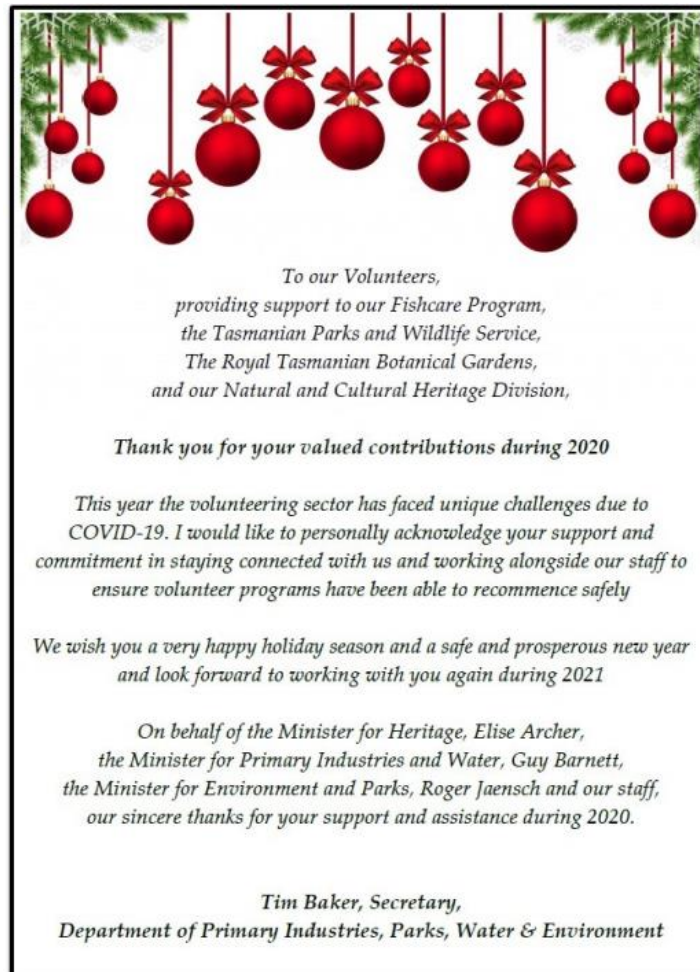 To our Volunteers,
providing support to our Fishcare Program,
the Tasmanian Parks and Wildlife Service,
The Royal Tasmanian Botanical Gardens,
and our Natural and Cultural Heritage Division,
Thank you for your valued contributions during 2020
This year the volunteering sector has faced unique challenges due to
COVID-19. I would like to personally acknowledge your support and
commitment in staying connected with us and working alongside our staff to
ensure volunteer programs have been able to recommence safely
We wish you a very happy holiday season and a safe and prosperous new year
and look forward to working with you again during 2021
On behalf of the Minister for Heritage, Elise Archer,
the Minister for Primary Industries and Water, Guy Barnett,
the Minister for Environment and Parks, Roger Jaensch and our staff,
our sincere thanks for your support and assistance during 2020.
Tim Baker, Secretary,
Department of Primary Industries, Parks, Water & Environment